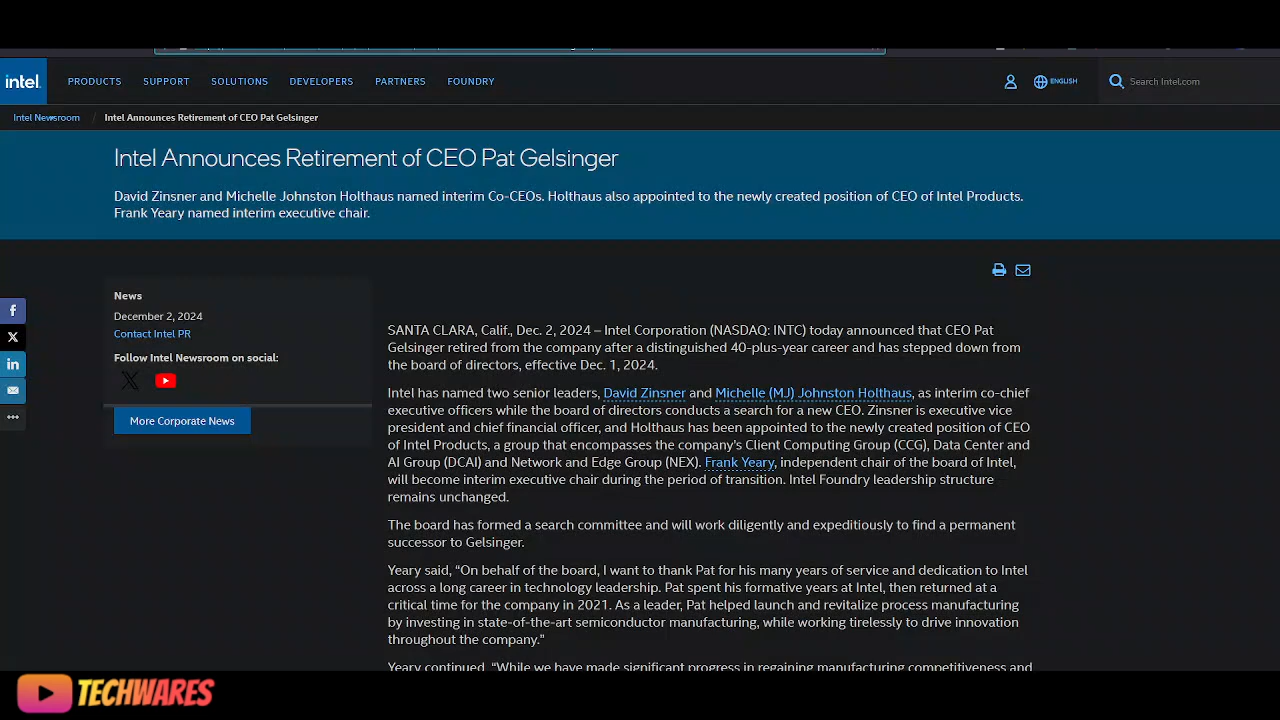 intel.
PRODUCTS
SUPPORT
SOLUTIONS
DEVELOPERS
PARTNERS
FOUNDRY
ENGLISH
Search Intel.com
Intel Newsroom / Intel Announces Retirement of CEO Pat Gelsinger
Intel Announces Retirement of CEO Pat Gelsinger
David Zinsner and Michelle Johnston Holthaus named interim Co-CEOs. Holthaus also appointed to the newly created position of CEO of Intel Products.
Frank Yeary named interim executive chair.
News
December 2, 2024
Contact Intel PR
Follow Intel Newsroom on social:
More Corporate News
SANTA CLARA, Calif., Dec. 2, 2024 – Intel Corporation (NASDAQ: INTC) today announced that CEO Pat
Gelsinger retired from the company after a distinguished 40-plus-year career and has stepped down from
the board of directors, effective Dec. 1, 2024.
Intel has named two senior leaders, David Zinsner and Michelle (MJ) Johnston Holthaus, as interim co-chief
executive officers while the board of directors conducts a search for a new CEO. Zinsner is executive vice
president and chief financial officer, and Holthaus has been appointed to the newly created position of CEO
of Intel Products, a group that encompasses the company's Client Computing Group (CCG), Data Center and
AI Group (DCAI) and Network and Edge Group (NEX). Frank Yeary, independent chair of the board of Intel,
will become interim executive chair during the period of transition. Intel Foundry leadership structure
remains unchanged.
The board has formed a search committee and will work diligently and expeditiously to find a permanent
successor to Gelsinger.
Yeary said, “On behalf of the board, I want to thank Pat for his many years of service and dedication to Intel
across a long career in technology leadership. Pat spent his formative years at Intel, then returned at a
critical time for the company in 2021. As a leader, Pat helped launch and revitalize process manufacturing
by investing in state-of-the-art semiconductor manufacturing, while working tirelessly to drive innovation
throughout the company.”
Yeary continued, “While we have made significant progress in regaining manufacturing competitiveness and
TECHWARES